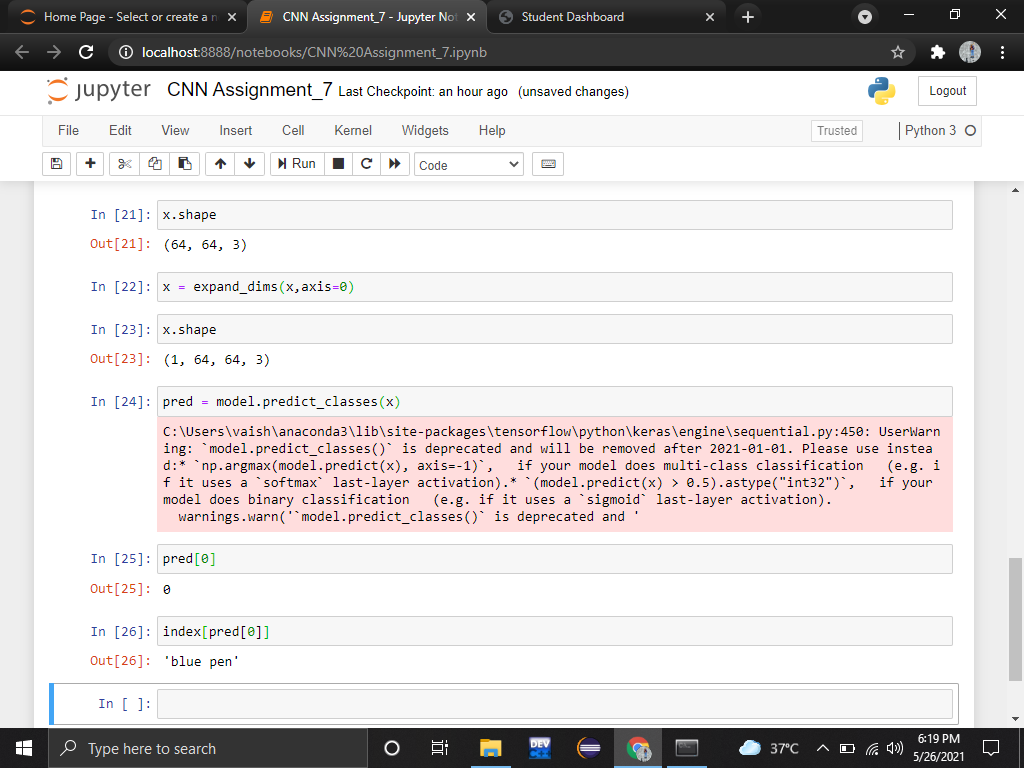 Home Page - Select or create a n
CNN Assignment_7 - Jupyter Not
Student Dashboard
localhost:8888/notebooks/CNN%20Assignment_7.ipynb
jupyter CNN Assignment_7 Last Checkpoint: an hour ago (unsaved changes)
Logout
File Edit View Insert Cell Kernel Widgets Help
Trusted
Python 3
Run
Code
In [21]: x.shape
Out[21]: (64, 64, 3)
In [22]: x = expand_dims(x,axis=0)
In [23]: x.shape
Out[23]: (1, 64, 64, 3)
In [24]: pred = model.predict_classes(x)
C:\Users\vaish\anaconda3\lib\site-packages\tensorflow\python\keras\engine\sequential.py:450: UserWarn
ing: `model.predict_classes()` is deprecated and will be removed after 2021-01-01. Please use instea
d:* `np.argmax(model.predict(x), axis=-1)`,   if your model does multi-class classification   (e.g. i
f it uses a `softmax` last-layer activation).* `(model.predict(x) > 0.5).astype("int32")`,   if your
model does binary classification   (e.g. if it uses a `sigmoid` last-layer activation).
warnings.warn('`model.predict_classes()` is deprecated and '
In [25]: pred[0]
Out[25]: 0
In [26]: index[pred[0]]
Out[26]: 'blue pen'
In [ ]:
Type here to search
DEV
C++
37°C
6:19 PM
5/26/2021